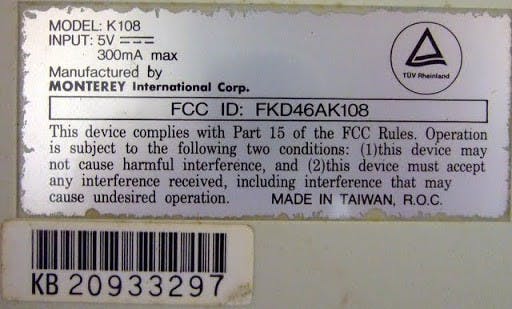 MODEL: K108
INPUT: 5V ⎓
300mA max
Manufactured by
MONTEREY International Corp.
TÜV Rheinland
FCC ID: FKD46AK108
This device complies with Part 15 of the FCC Rules. Operation
is subject to the following two conditions: (1)this device may
not cause harmful interference, and (2)this device must accept
any interference received, including interference that may
cause undesired operation. MADE IN TAIWAN, R.O.C.
KB 20933297